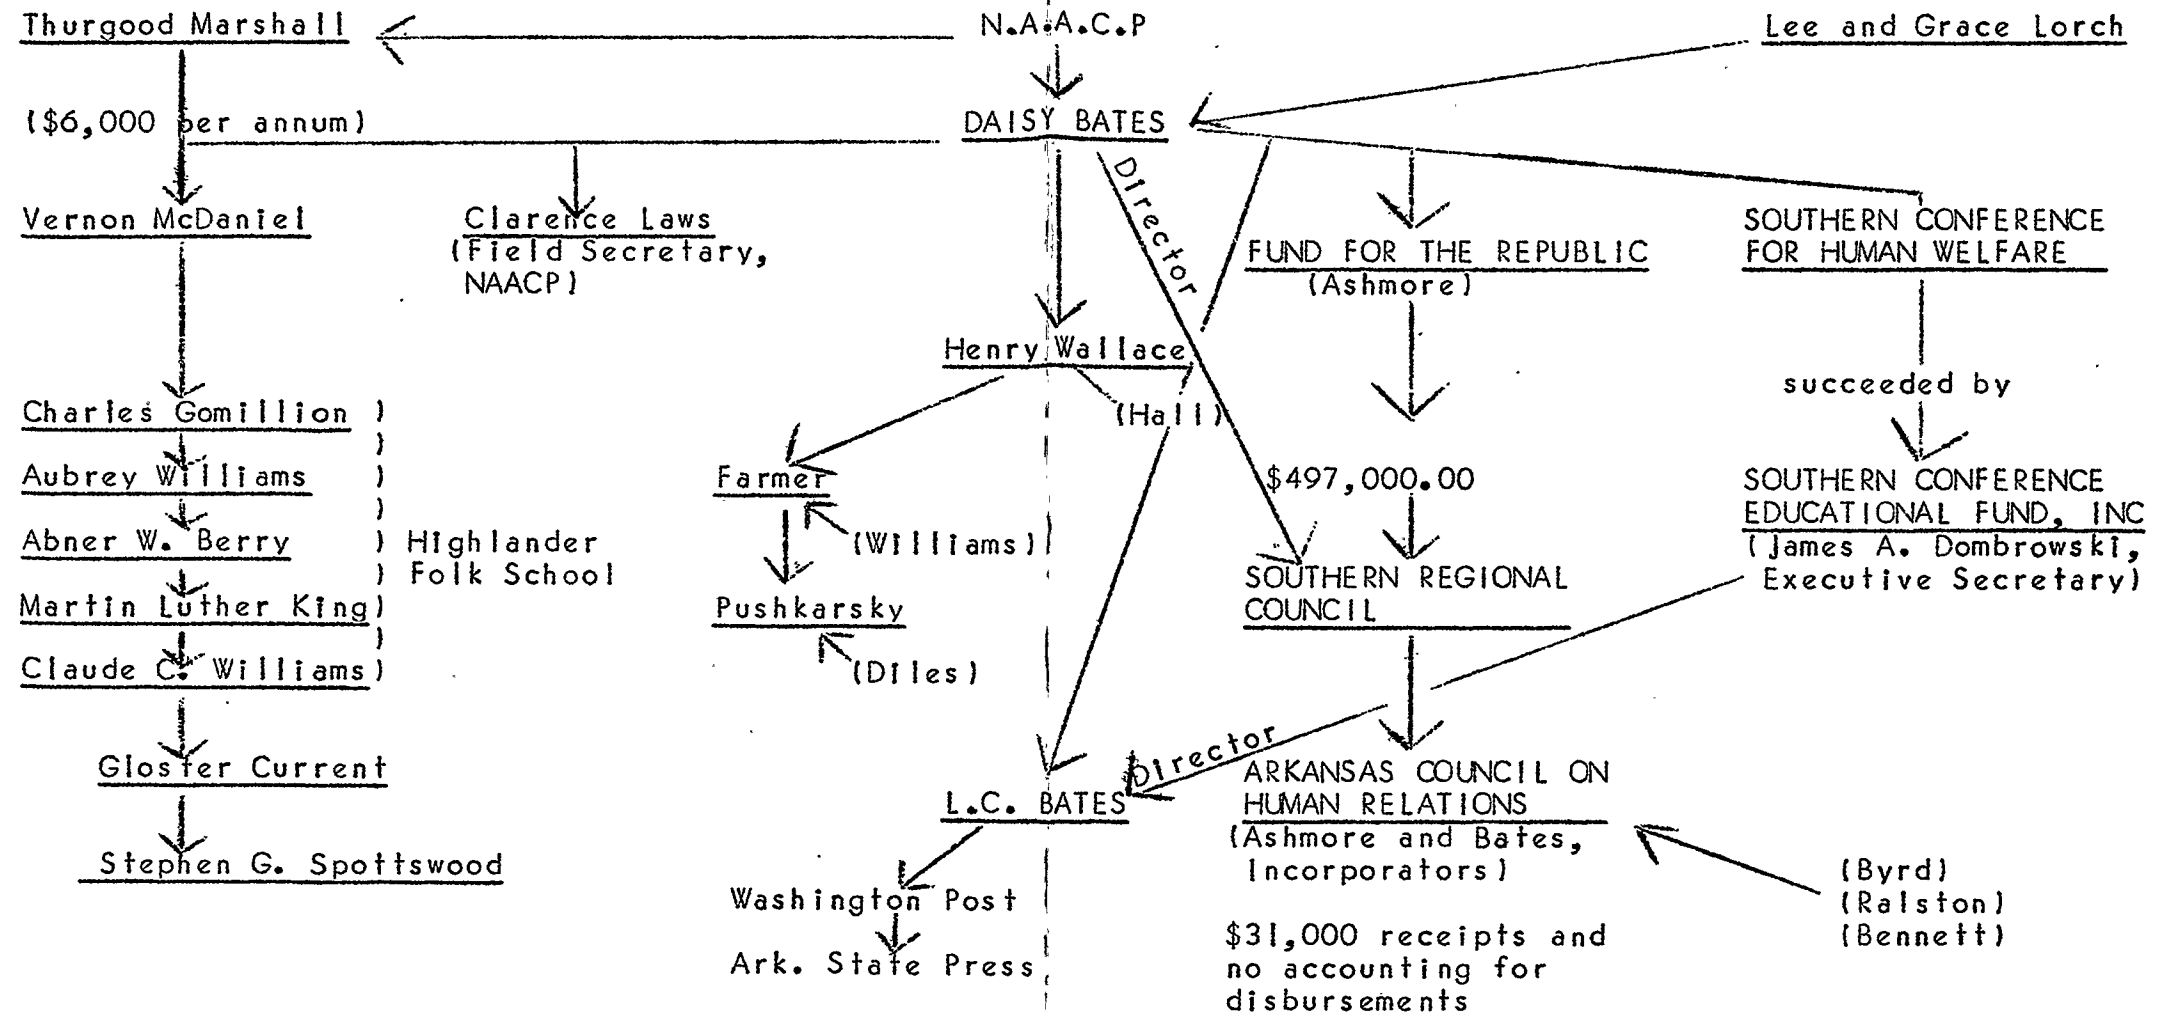 Thurgood Marshall
N.A.A.C.P
Lee and Grace Lorch
($6,000 per annum)
DAISY BATES
Director
Vernon McDaniel
Clarence Laws
(Field Secretary,
NAACP)
FUND FOR THE REPUBLIC
(Ashmore)
SOUTHERN CONFERENCE
FOR HUMAN WELFARE
Henry Wallace
(Hall)
succeeded by
Charles Gomillion )
)
Aubrey Williams )
)
Abner W. Berry )
)
Martin Luther King)
)
Claude C. Williams)
Highlander
Folk School
Farmer
(Williams)
Pushkarsky
(Diles)
$497,000.00
SOUTHERN REGIONAL
COUNCIL
SOUTHERN CONFERENCE
EDUCATIONAL FUND, INC
(James A. Dombrowski,
Executive Secretary)
Gloster Current
Stephen G. Spottswood
Director
L.C. BATES
Washington Post
Ark. State Press
ARKANSAS COUNCIL ON
HUMAN RELATIONS
(Ashmore and Bates,
Incorporators)
$31,000 receipts and
no accounting for
disbursements
(Byrd)
(Ralston)
(Bennett)